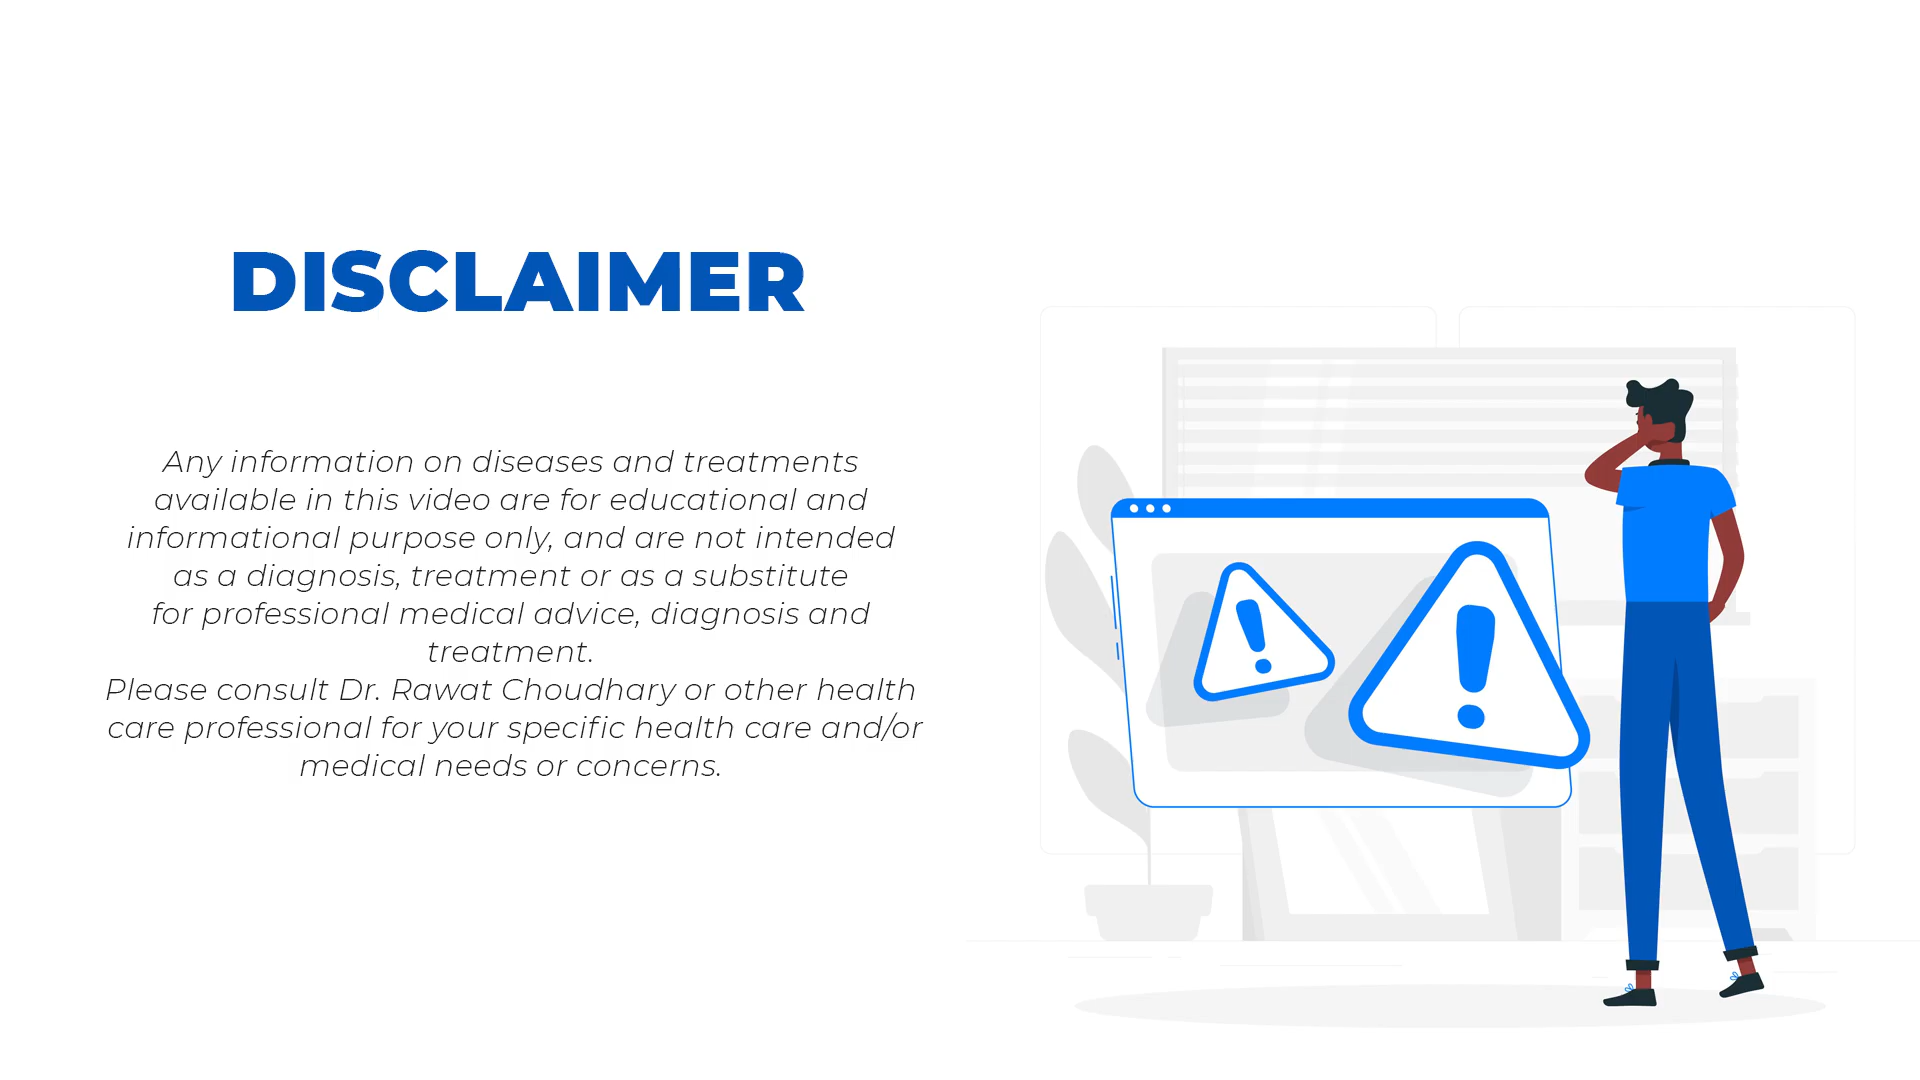 DISCLAIMER
Any information on diseases and treatments
available in this video are for educational and
informational purpose only, and are not intended
as a diagnosis, treatment or as a substitute
for professional medical advice, diagnosis and
treatment.
Please consult Dr. Rawat Choudhary or other health
care professional for your specific health care and/or
medical needs or concerns.